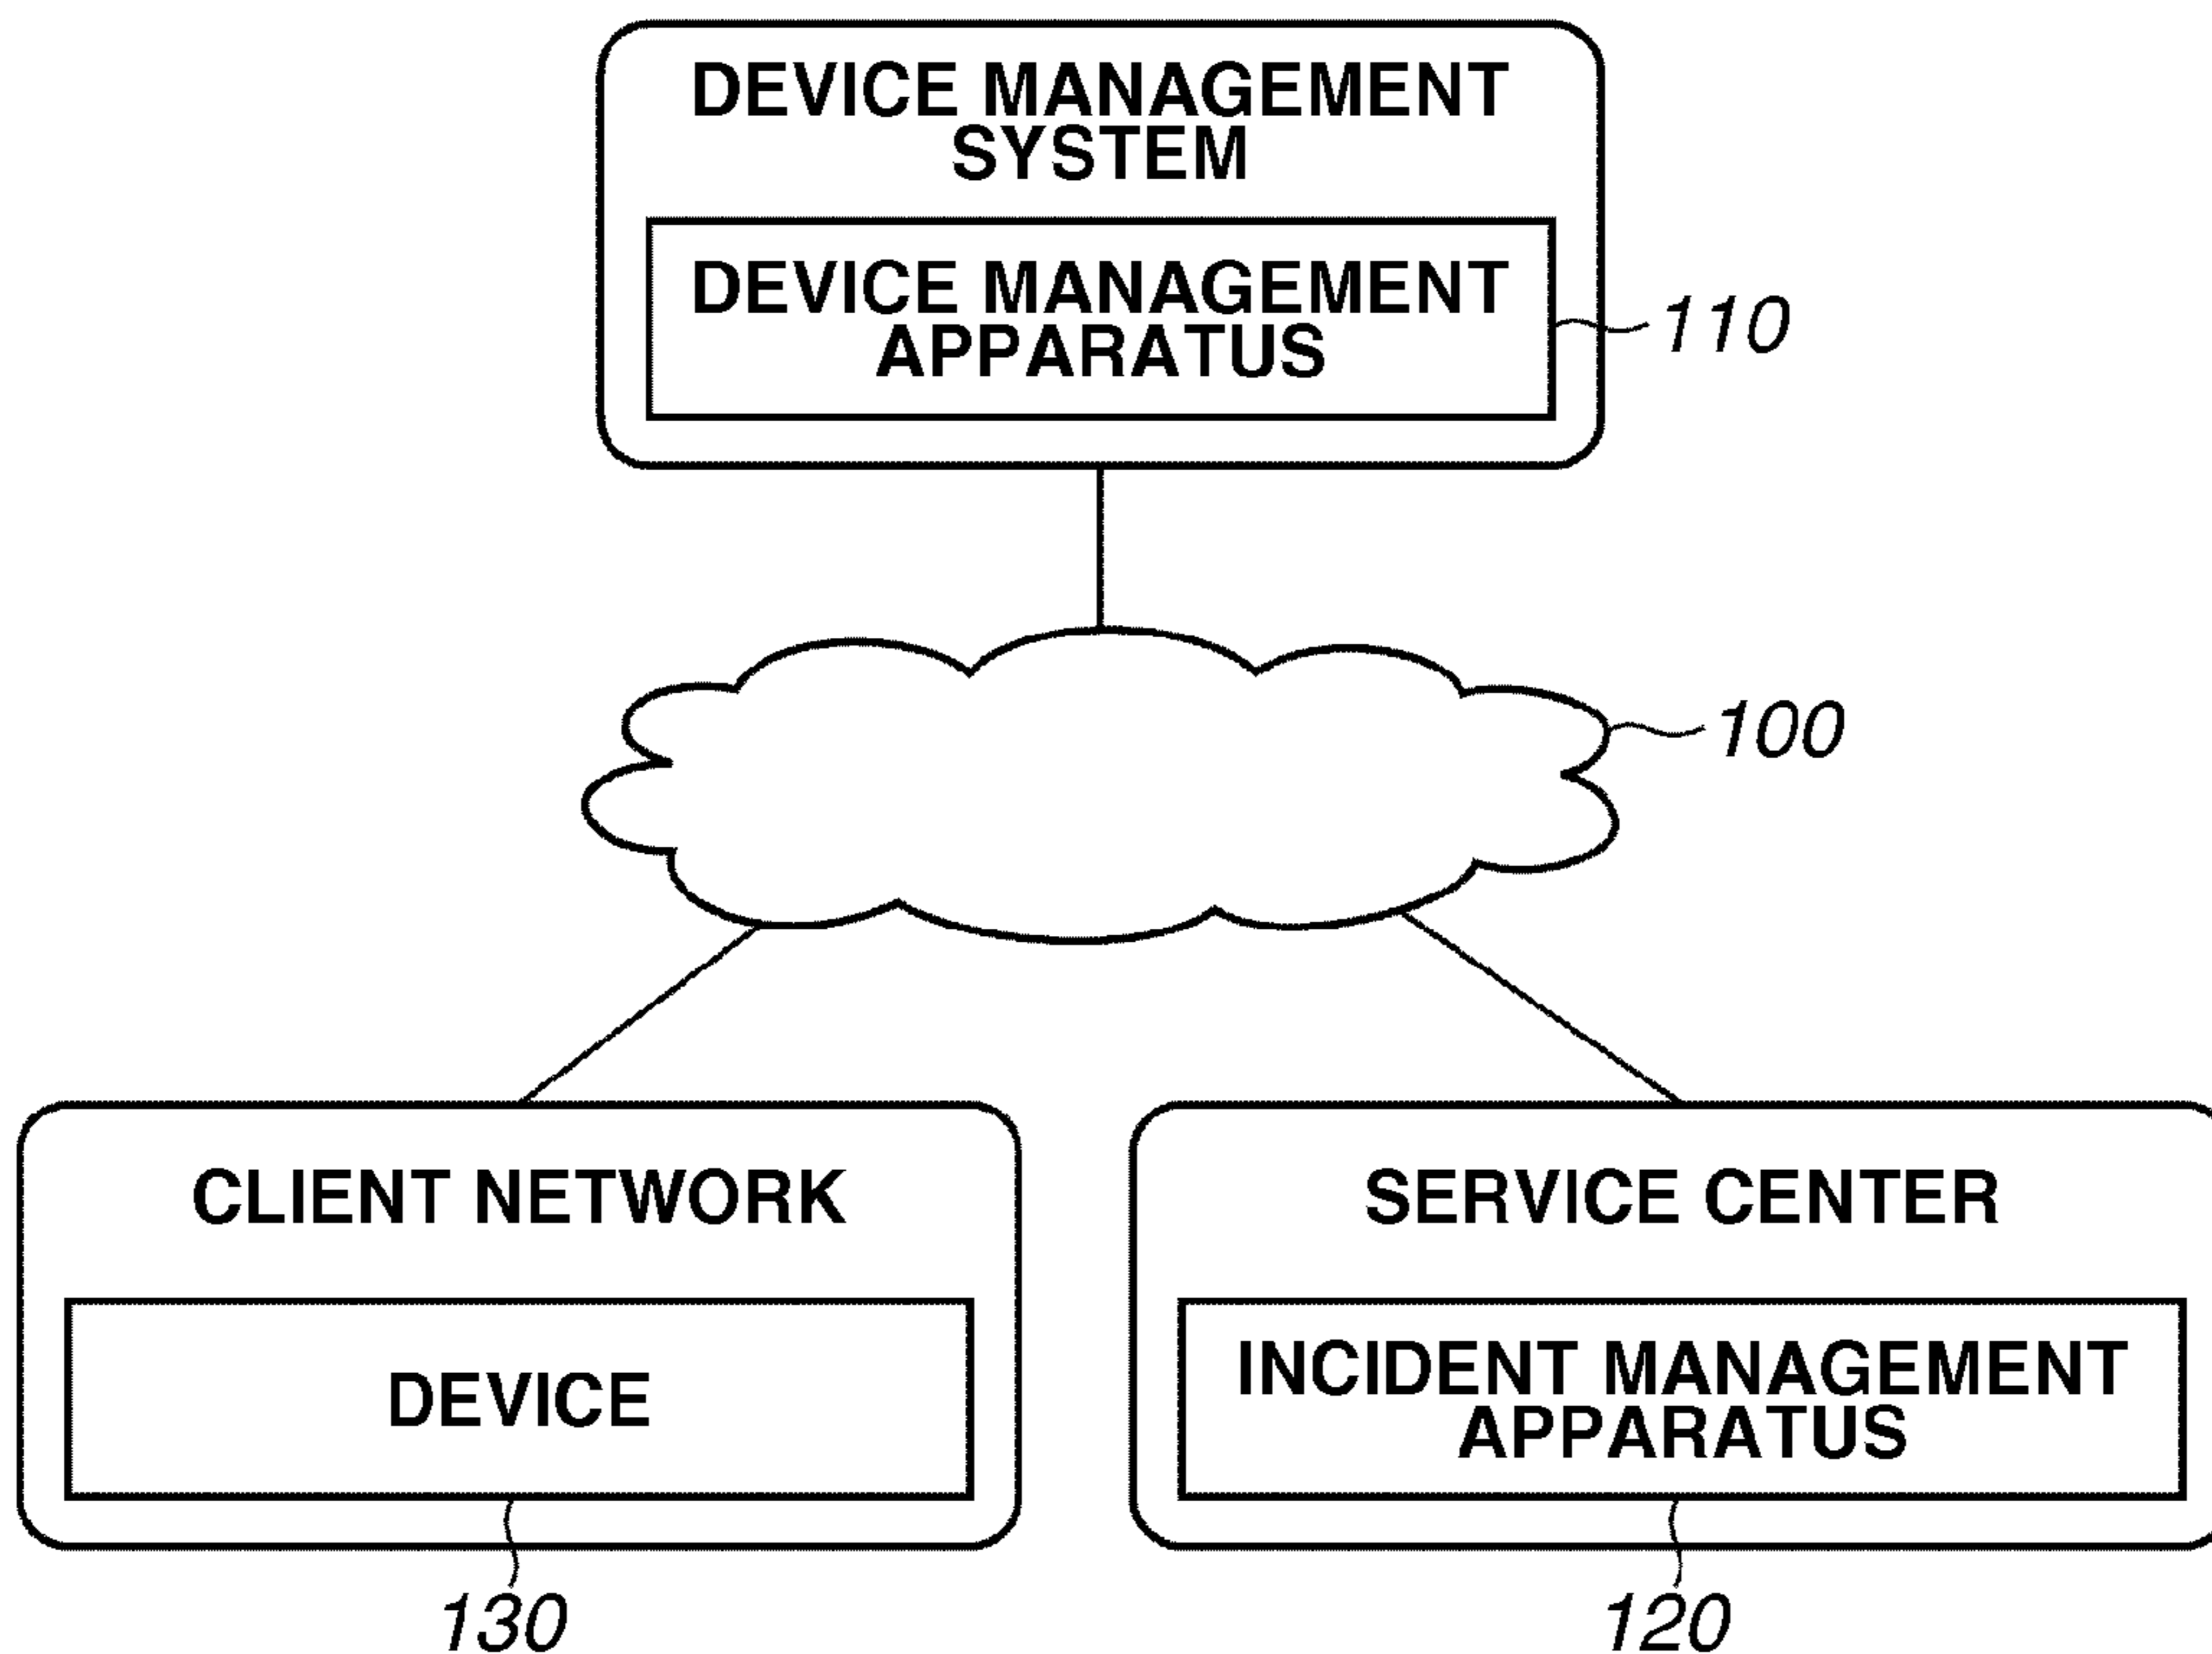 DEVICE MANAGEMENT
SYSTEM
DEVICE MANAGEMENT
APPARATUS
110
100
CLIENT NETWORK
DEVICE
130
SERVICE CENTER
INCIDENT MANAGEMENT
APPARATUS
120